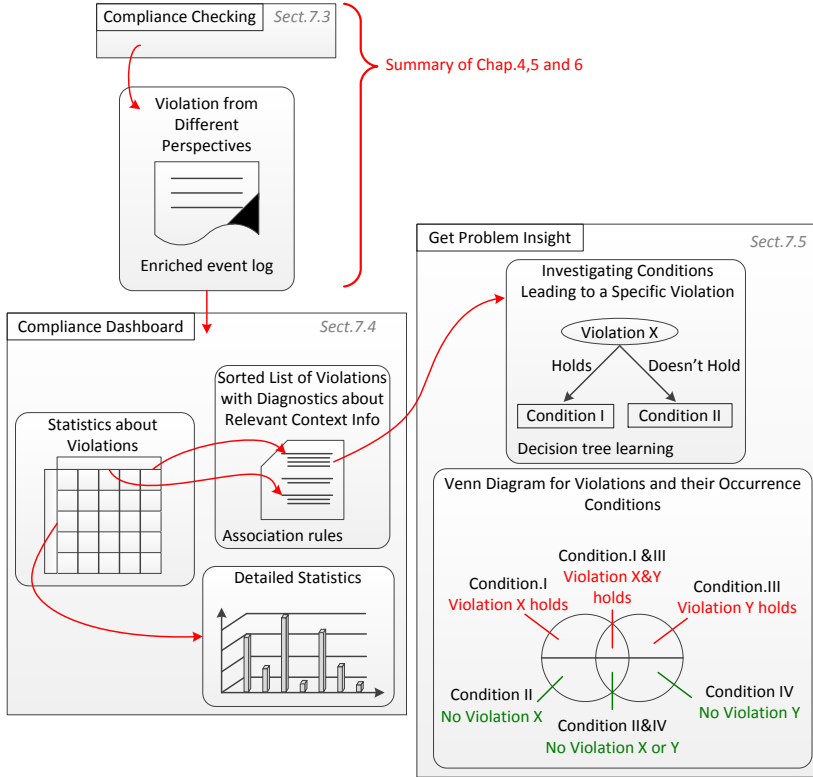 Compliance Checking
Sect.7.3
Summary of Chap.4,5 and 6
Violation from
Different
Perspectives
Enriched event log
Compliance Dashboard
Sect.7.4
Statistics about
Violations
Sorted List of Violations
with Diagnostics about
Relevant Context Info
Association rules
Detailed Statistics
Get Problem Insight
Sect.7.5
Investigating Conditions
Leading to a Specific Violation
Violation X
Holds
Doesn't Hold
Condition I
Condition II
Decision tree learning
Venn Diagram for Violations and their Occurrence
Conditions
Condition.I
Violation X holds
Condition.I &III
Violation X&Y
holds
Condition.III
Violation Y holds
Condition II
No Violation X
Condition II&IV
No Violation X or Y
Condition IV
No Violation Y